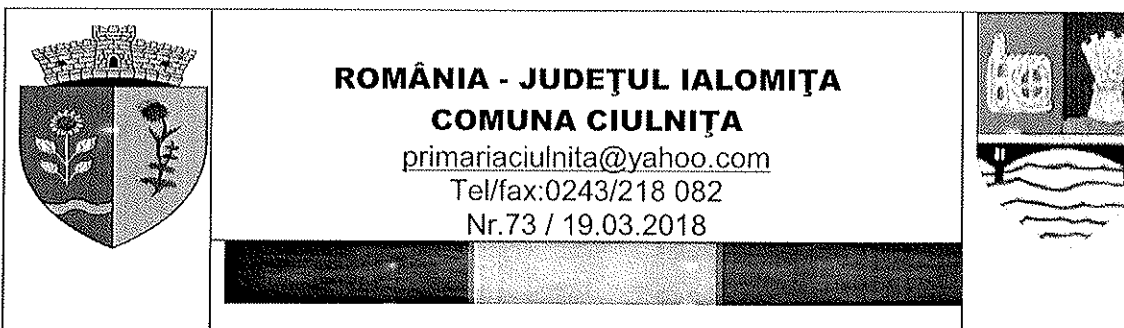 ROMÂNIA - JUDEŢUL IALOMIŢA
COMUNA CIULNIŢA
primariaciulnita@yahoo.com
Tel/fax:0243/218 082
Nr.73 / 19.03.2018